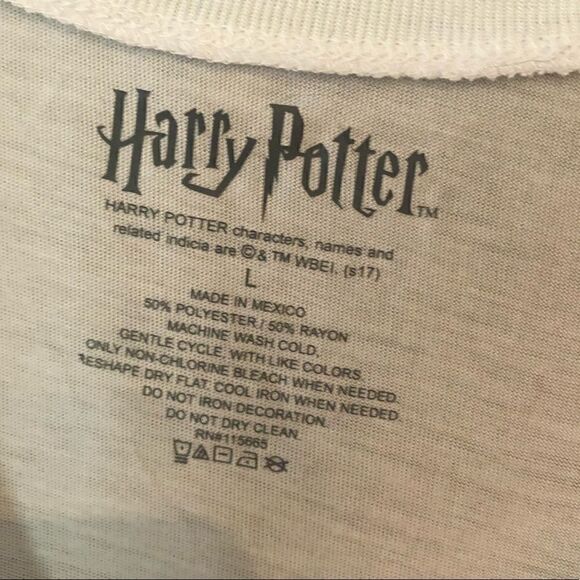 Harry Potter™
HARRY POTTER characters, names and
related indicia are ©& TM WBEI. (s17)
L
MADE IN MEXICO
50% POLYESTER / 50% RAYON
MACHINE WASH COLD,
GENTLE CYCLE, WITH LIKE COLORS
ONLY NON-CHLORINE BLEACH WHEN NEEDED.
RESHAPE DRY FLAT. COOL IRON WHEN NEEDED
DO NOT IRON DECORATION.
DO NOT DRY CLEAN.
RN#115665